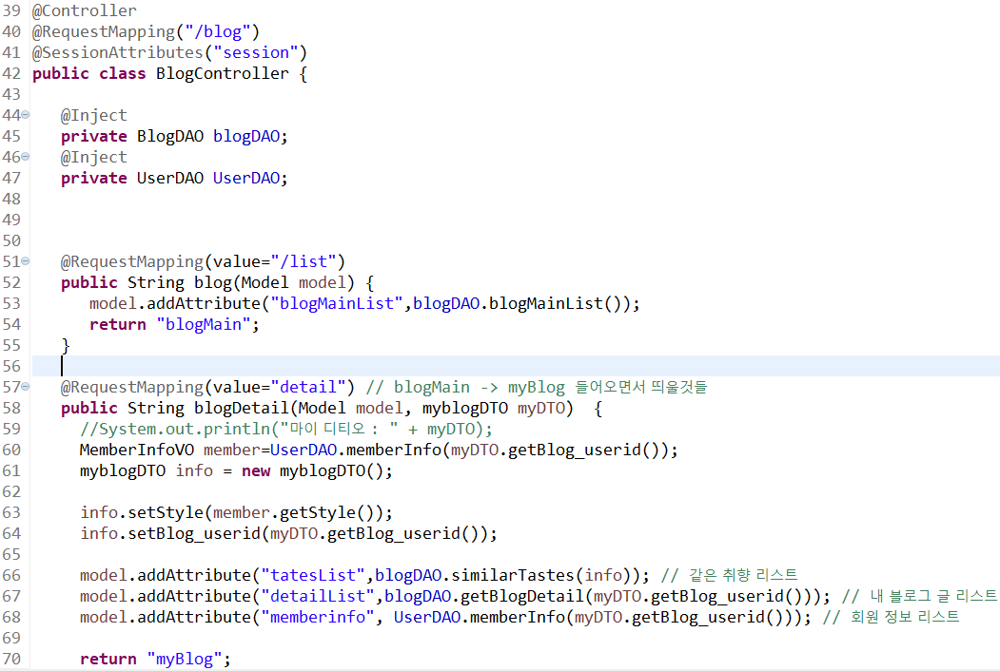 39 @Controller
40 @RequestMapping("/blog")
41 @SessionAttributes("session")
42 public class BlogController {
43
44 @Inject
45 private BlogDAO blogDAO;
46 @Inject
47 private UserDAO UserDAO;
48
49
50
51 @RequestMapping(value="/list")
52 public String blog(Model model) {
53 model.addAttribute("blogMainList",blogDAO.blogMainList());
54 return "blogMain";
55 }
56
57 @RequestMapping(value="detail") // blogMain -> myBlog 들어오면서 띄울것들
58 public String blogDetail(Model model, myblogDTO myDTO) {
59 //System.out.println("마이 디티오 : " + myDTO);
60 MemberInfoVO member=UserDAO.memberInfo(myDTO.getBlog_userid());
61 myblogDTO info = new myblogDTO();
62
63 info.setStyle(member.getStyle());
64 info.setBlog_userid(myDTO.getBlog_userid());
65
66 model.addAttribute("tatesList",blogDAO.similarTastes(info)); // 같은 취향 리스트
67 model.addAttribute("detailList",blogDAO.getBlogDetail(myDTO.getBlog_userid())); // 내 블로그 글 리스트
68 model.addAttribute("memberinfo", UserDAO.memberInfo(myDTO.getBlog_userid())); // 회원 정보 리스트
69
70 return "myBlog";